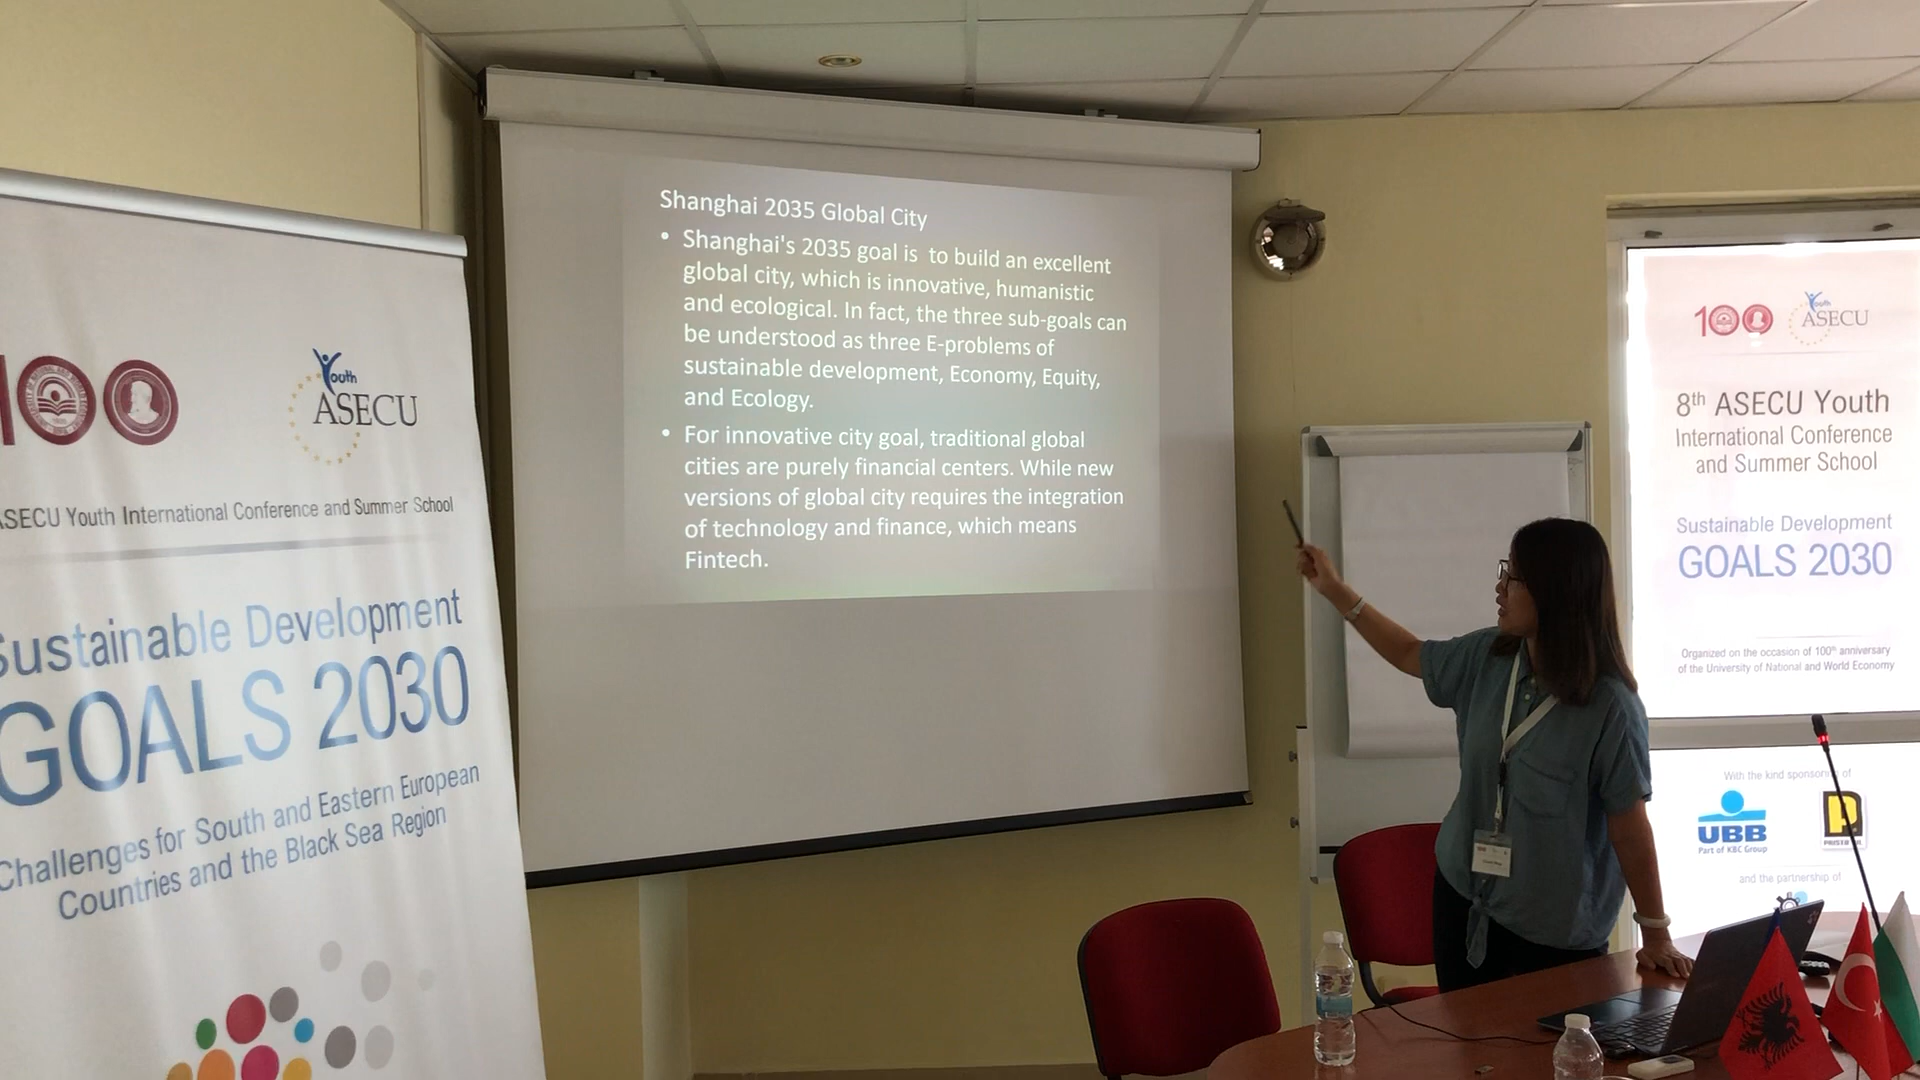 Shanghai 2035 Global City
• Shanghai's 2035 goal is to build an excellent
global city, which is innovative, humanistic
and ecological. In fact, the three sub-goals can
be understood as three E-problems of
sustainable development, Economy, Equity,
and Ecology.
• For innovative city goal, traditional global
cities are purely financial centers. While new
versions of global city requires the integration
of technology and finance, which means
Fintech.
100
Youth
ASECU
ASECU Youth International Conference and Summer School
Sustainable Development
GOALS 2030
Challenges for South and Eastern European
Countries and the Black Sea Region
100
Youth
ASECU
8th ASECU Youth
International Conference
and Summer School
Sustainable Development
GOALS 2030
Organized on the occasion of 100th anniversary
of the University of National and World Economy
With the kind sponsoring of
UBB
Part of KBC Group
and the partnership of